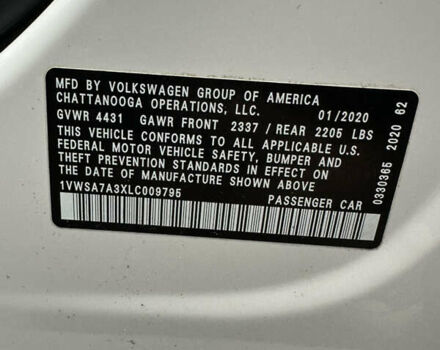 MFD BY VOLKSWAGEN GROUP OF AMERICA
CHATTANOOGA OPERATIONS, LLC. 01/2020
GVWR 4431 GAWR FRONT 2337 / REAR 2205 LBS
THIS VEHICLE CONFORMS TO ALL APPLICABLE U.S.
FEDERAL MOTOR VEHICLE SAFETY, BUMPER AND
THEFT PREVENTION STANDARDS IN EFFECT ON
THE DATE OF MANUFACTURE SHOWN ABOVE.
1VWSA7A3XLC009795
PASSENGER CAR
0330365 2020 62